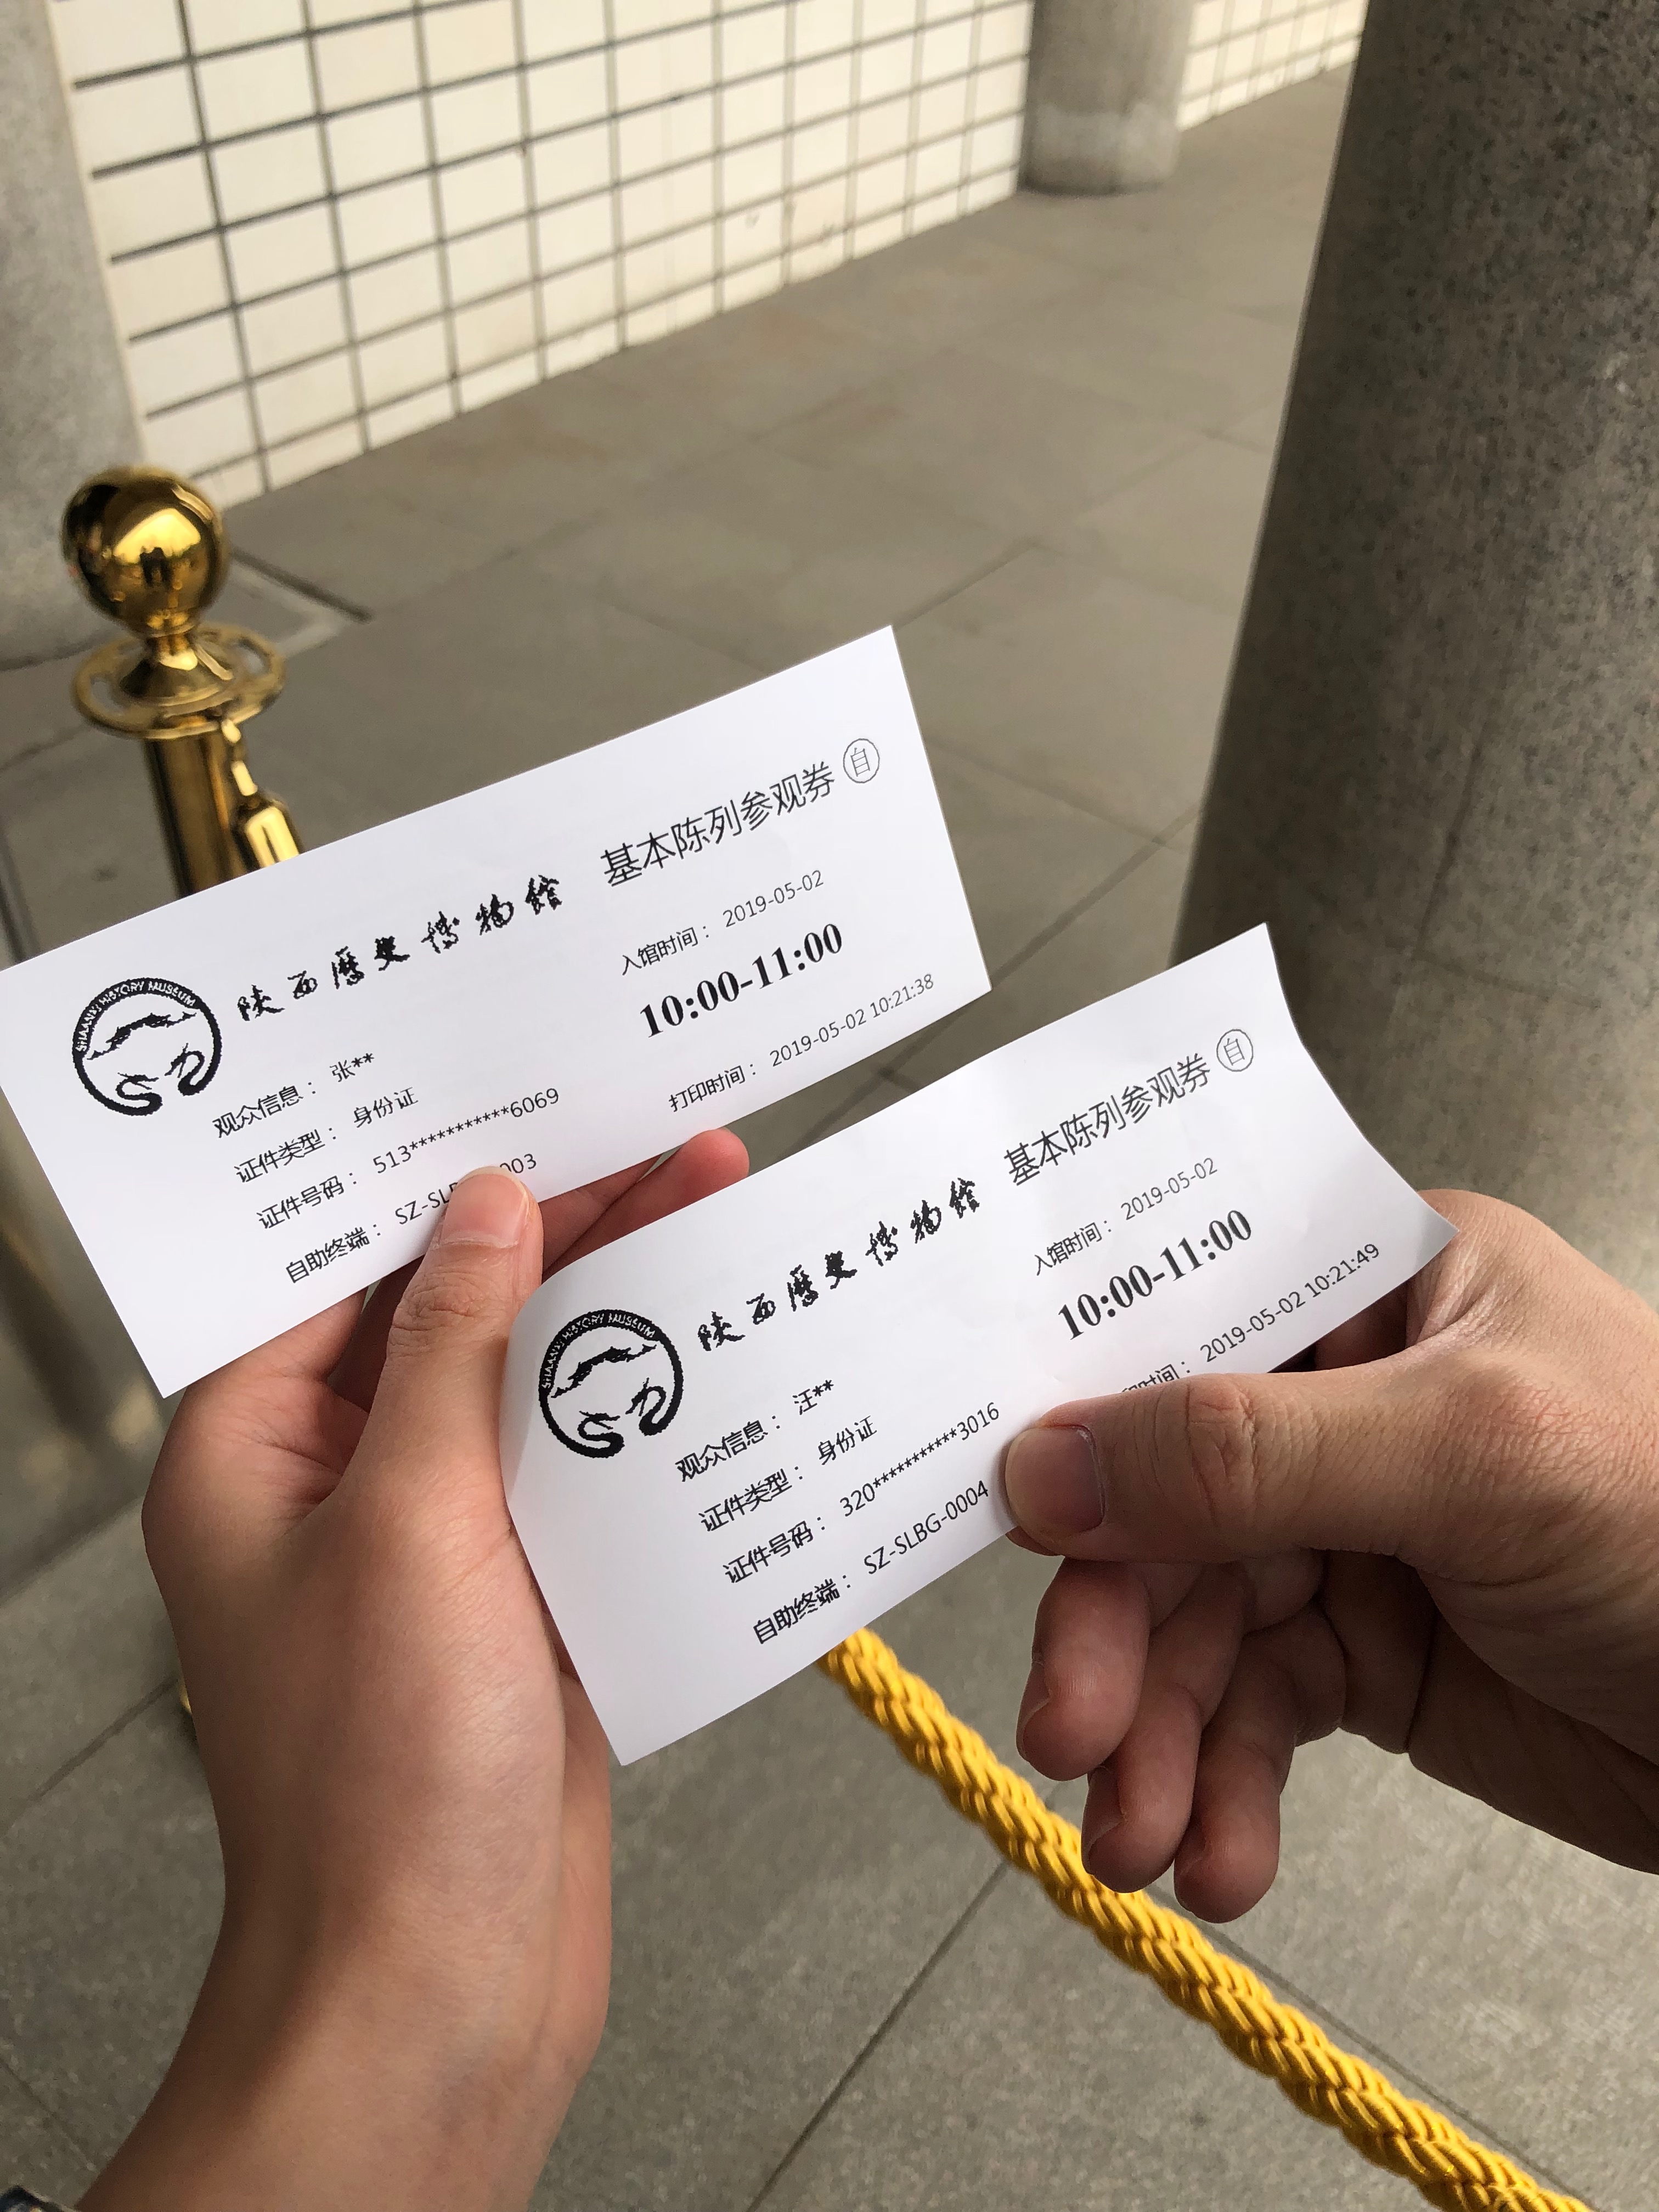 陕西历史博物馆 基本陈列参观券 自
SHAANXI HISTORY MUSEUM
入馆时间： 2019-05-02
10:00-11:00
观众信息： 张**
证件类型： 身份证
证件号码： 513***********6069
自助终端： SZ-SL 003
打印时间： 2019-05-02 10:21:38
陕西历史博物馆 基本陈列参观券 自
SHAANXI HISTORY MUSEUM
入馆时间： 2019-05-02
10:00-11:00
观众信息： 汪**
证件类型： 身份证
证件号码： 320***********3016
自助终端： SZ-SLBG-0004
印时间： 2019-05-02 10:21:49